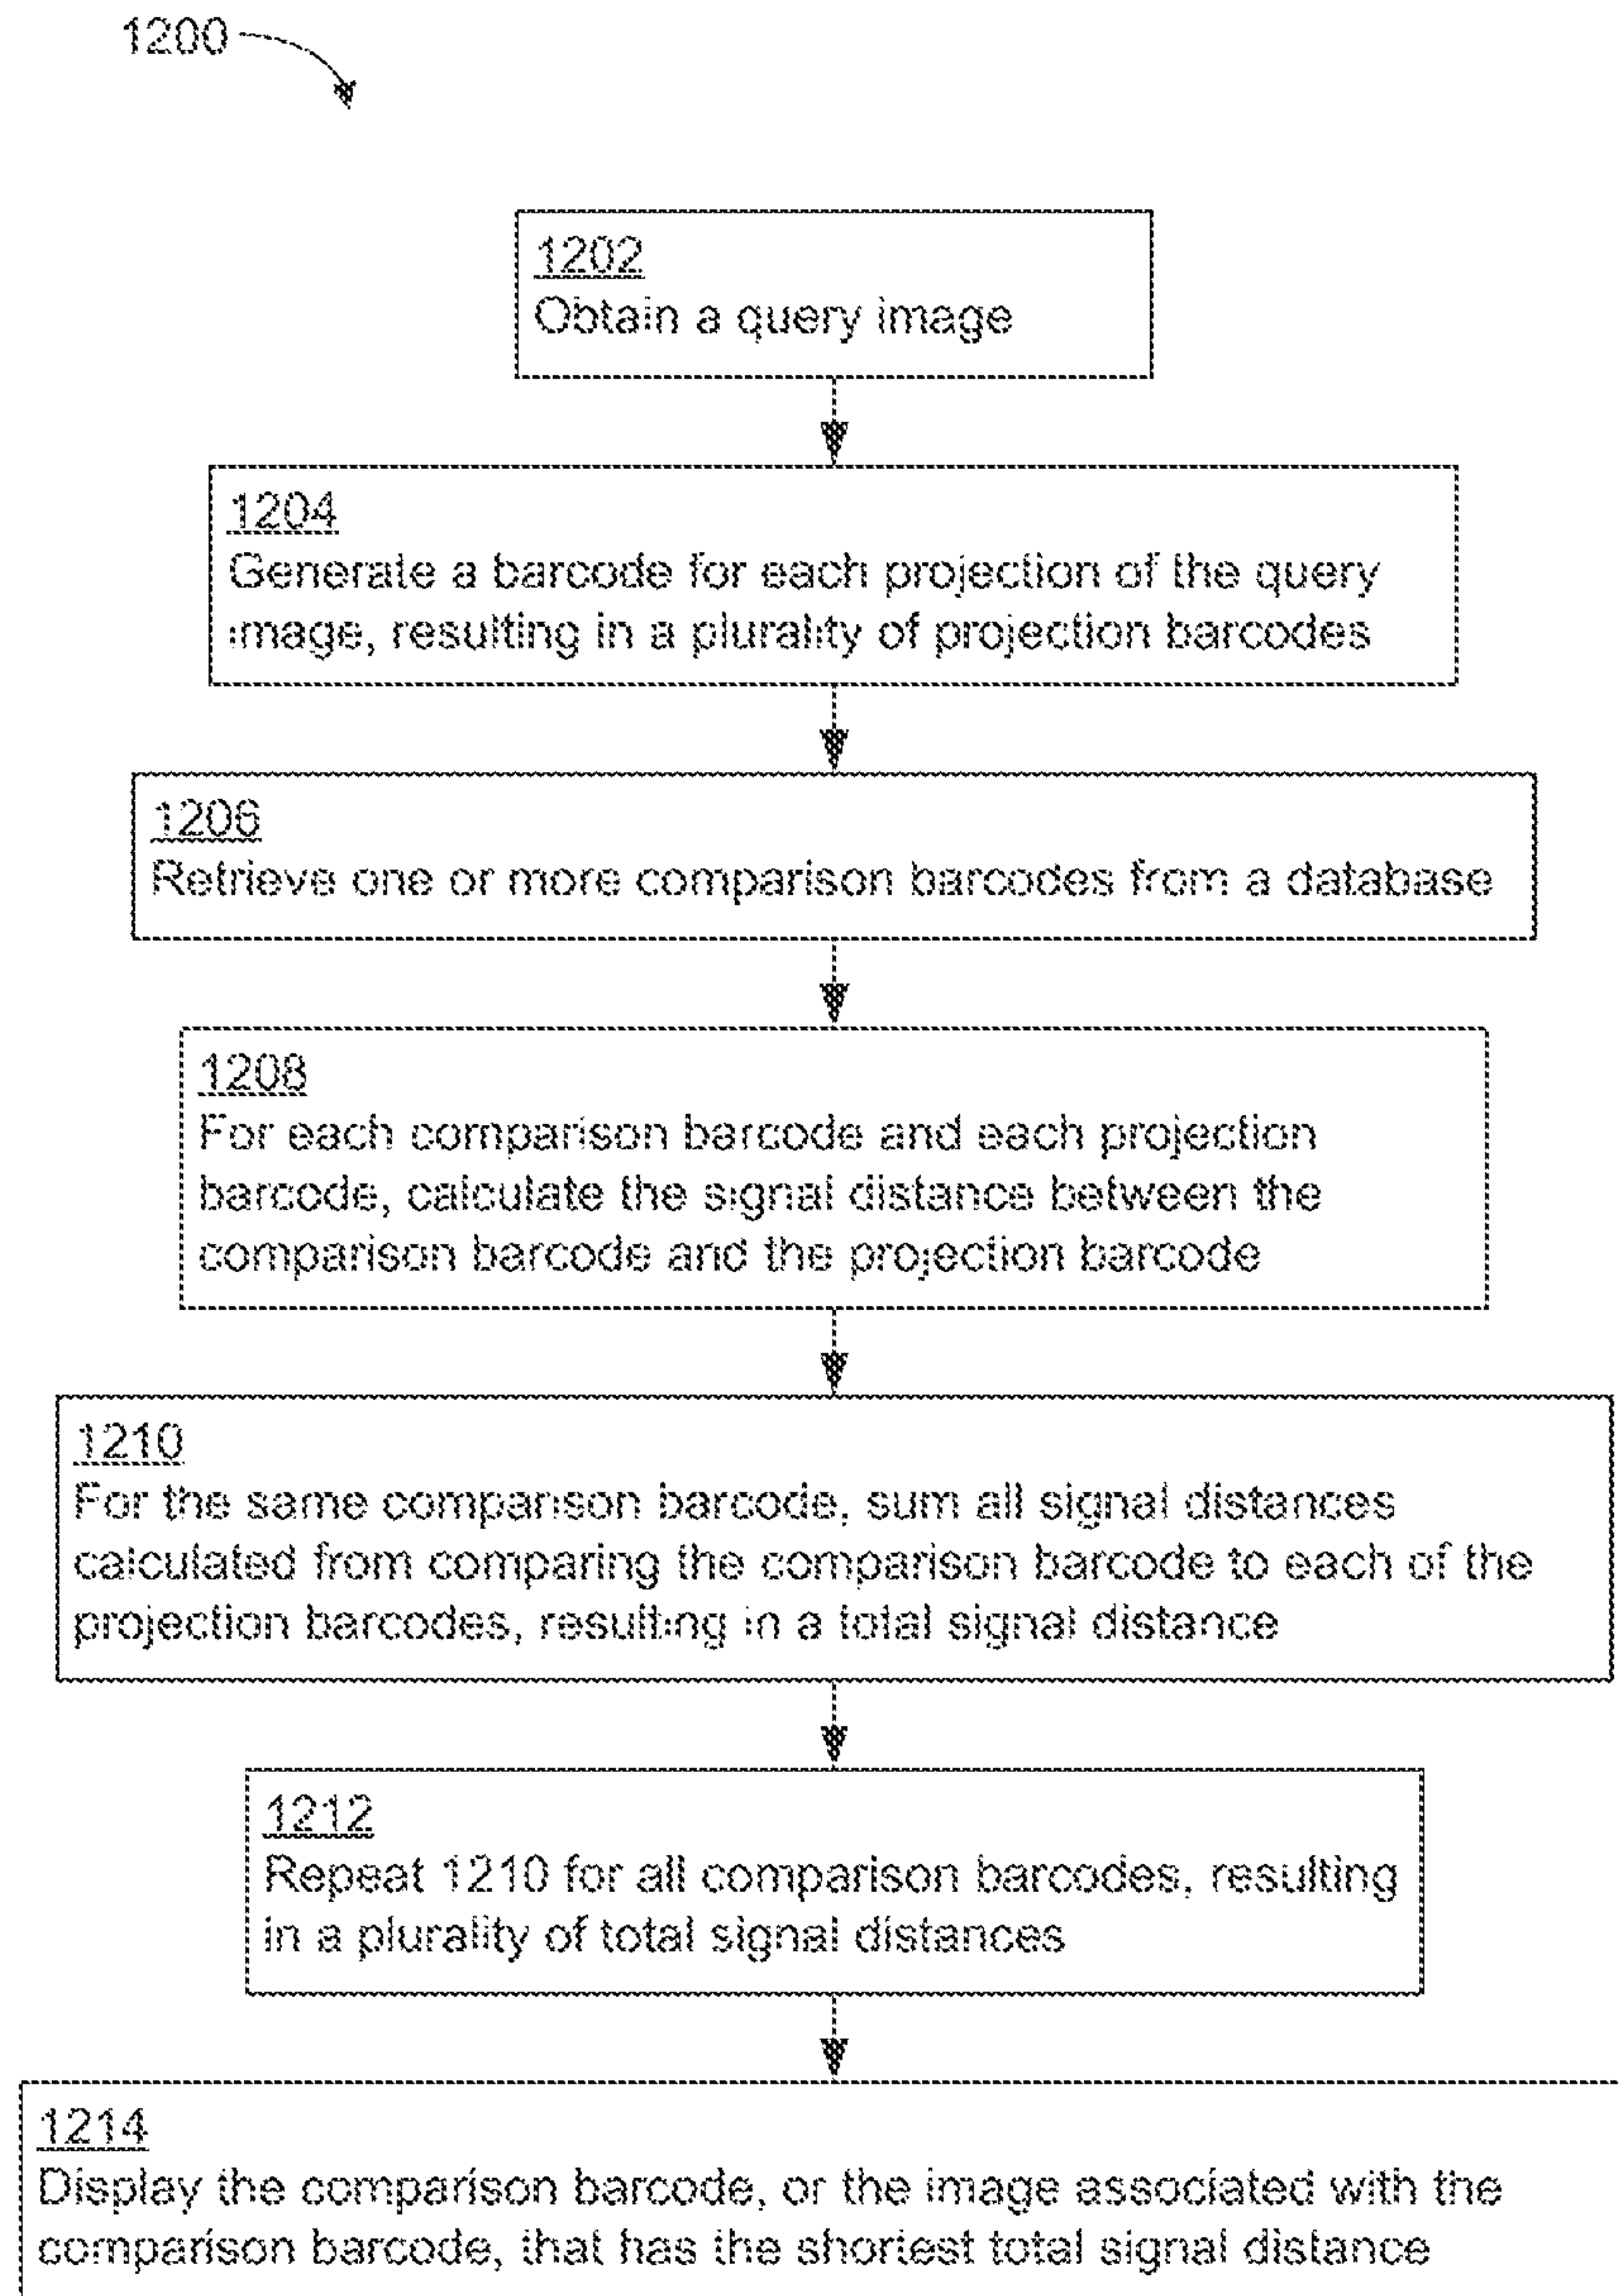 1200
1202
Obtain a query image
1204
Generate a barcode for each projection of the query
image, resulting in a plurality of projection barcodes
1206
Retrieve one or more comparison barcodes from a database
1208
For each comparison barcode and each projection
barcode, calculate the signal distance between the
comparison barcode and the projection barcode
1210
For the same comparison barcode, sum all signal distances
calculated from comparing the comparison barcode to each of the
projection barcodes, resulting in a total signal distance
1212
Repeat 1210 for all comparison barcodes, resulting
in a plurality of total signal distances
1214
Display the comparison barcode, or the image associated with the
comparison barcode, that has the shortest total signal distance